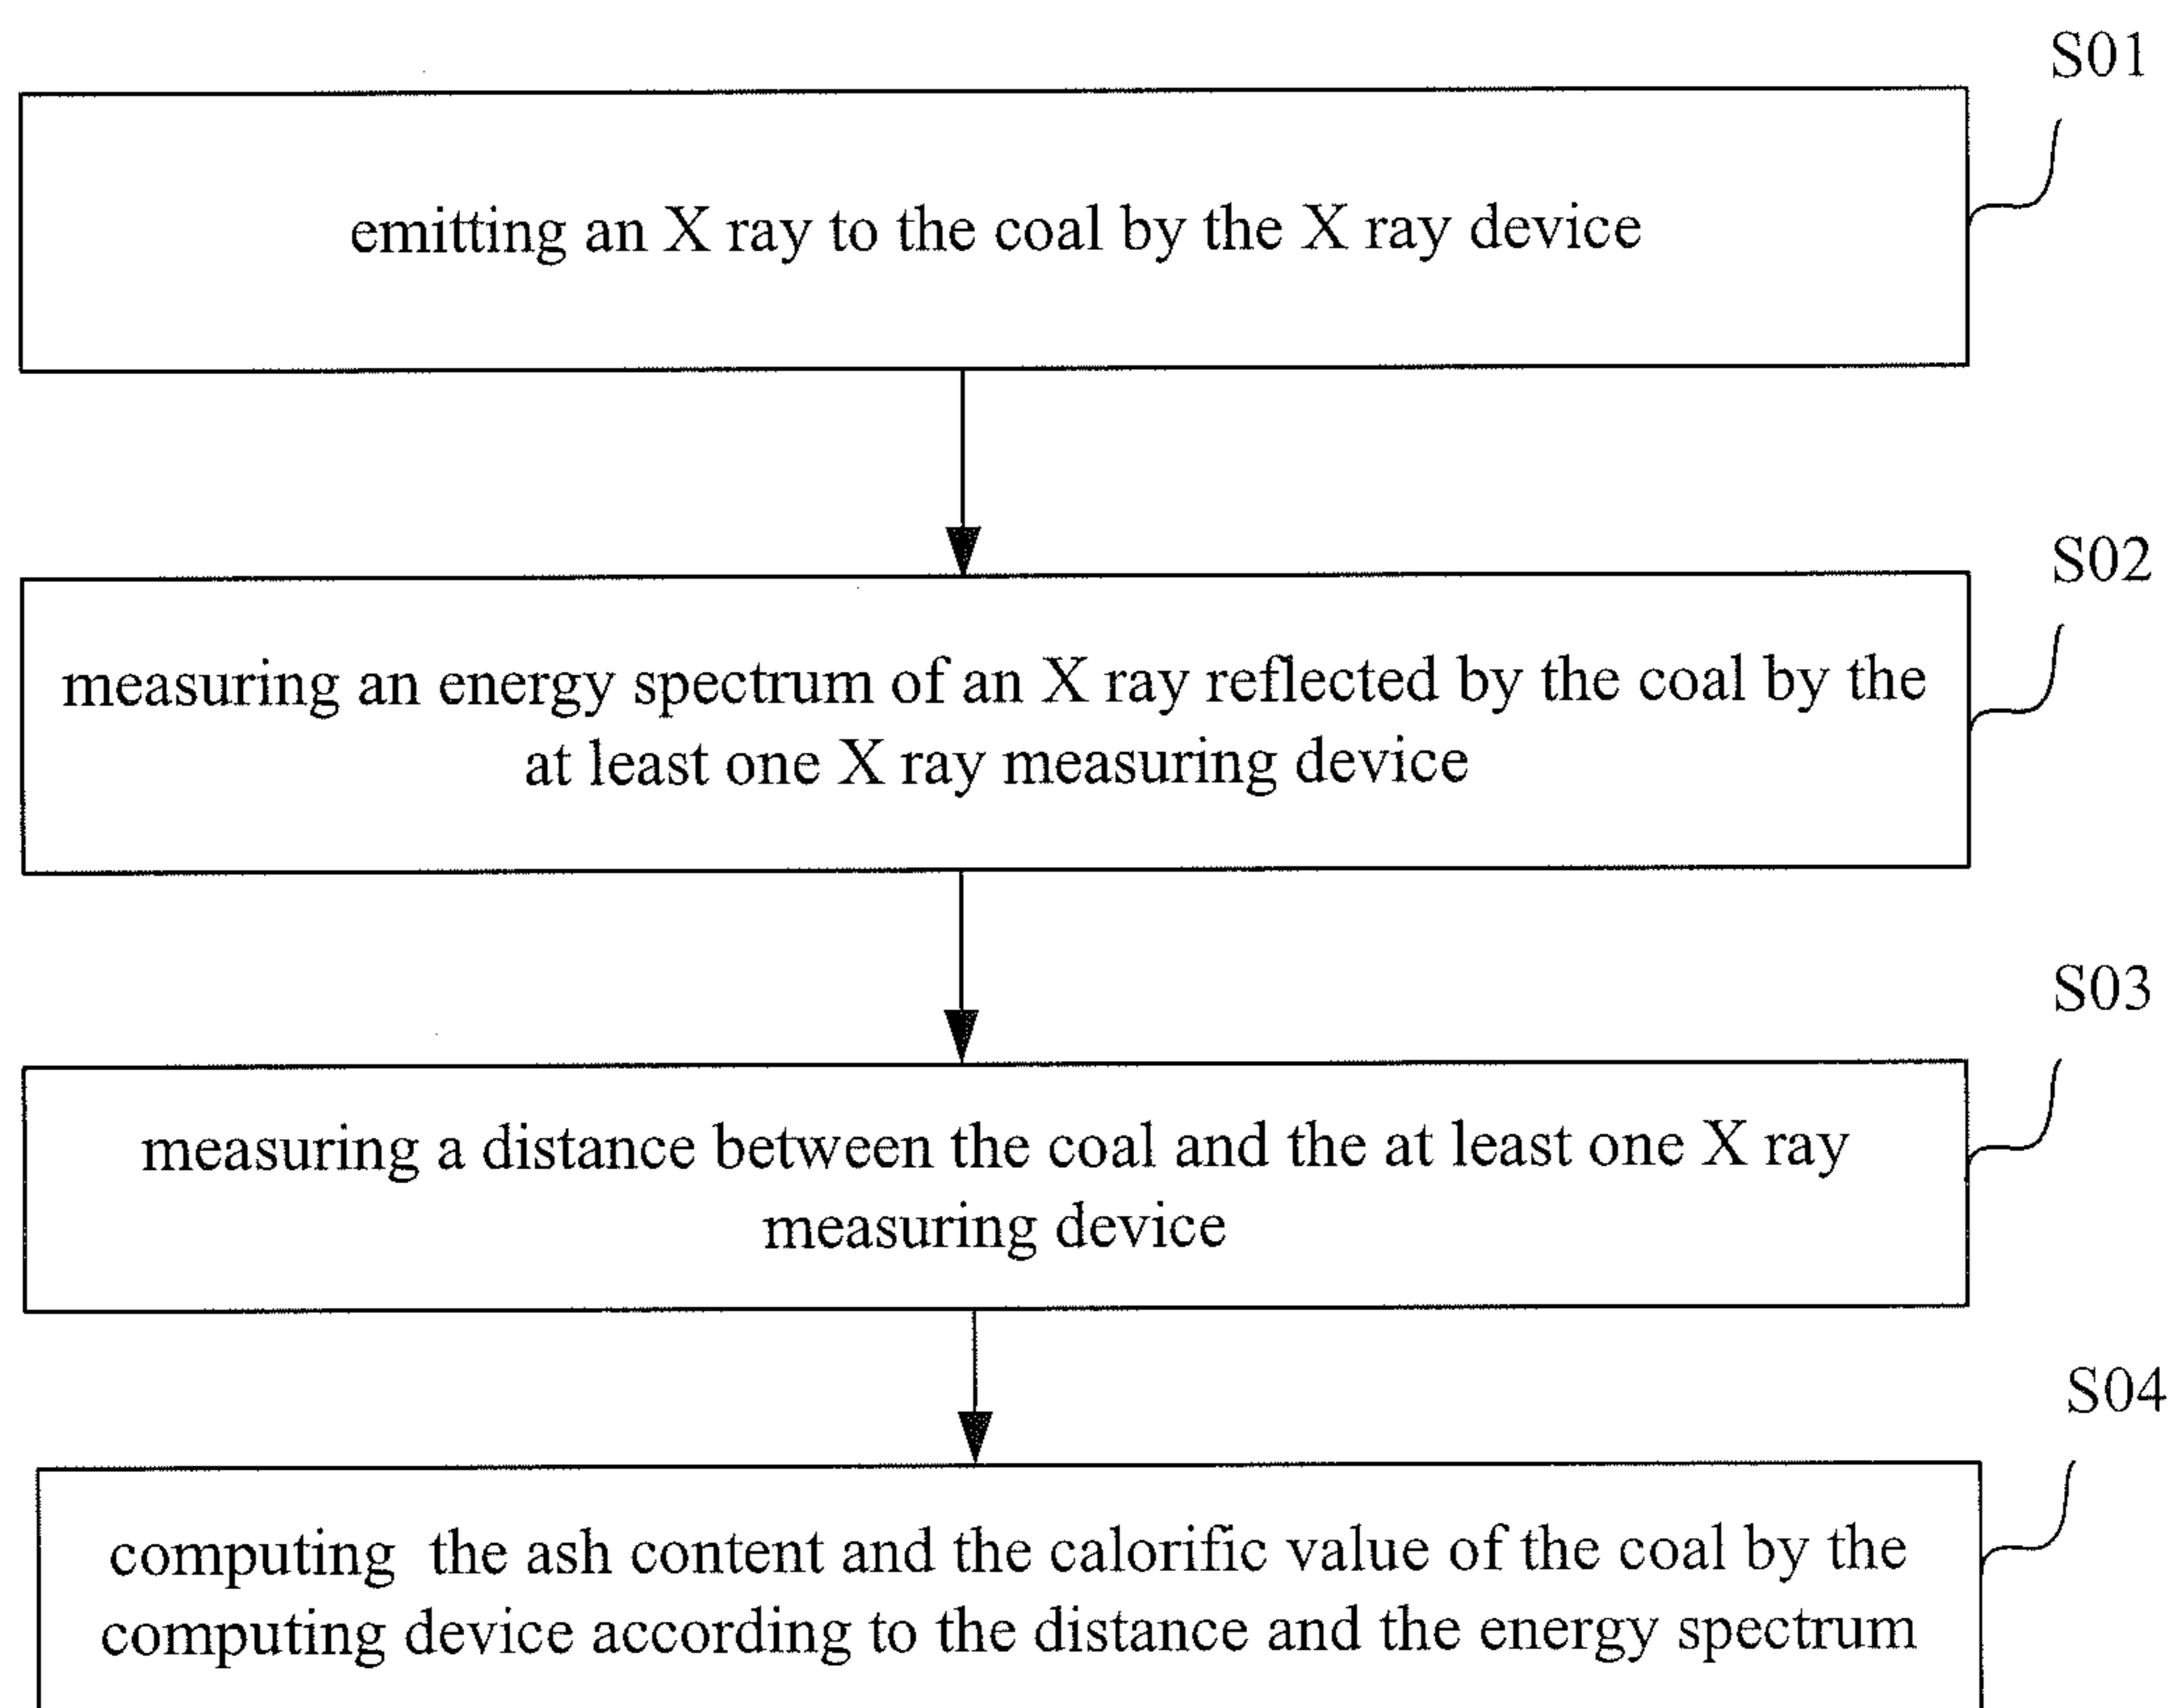 S01
emitting an X ray to the coal by the X ray device
S02
measuring an energy spectrum of an X ray reflected by the coal by the
at least one X ray measuring device
S03
measuring a distance between the coal and the at least one X ray
measuring device
S04
computing the ash content and the calorific value of the coal by the
computing device according to the distance and the energy spectrum